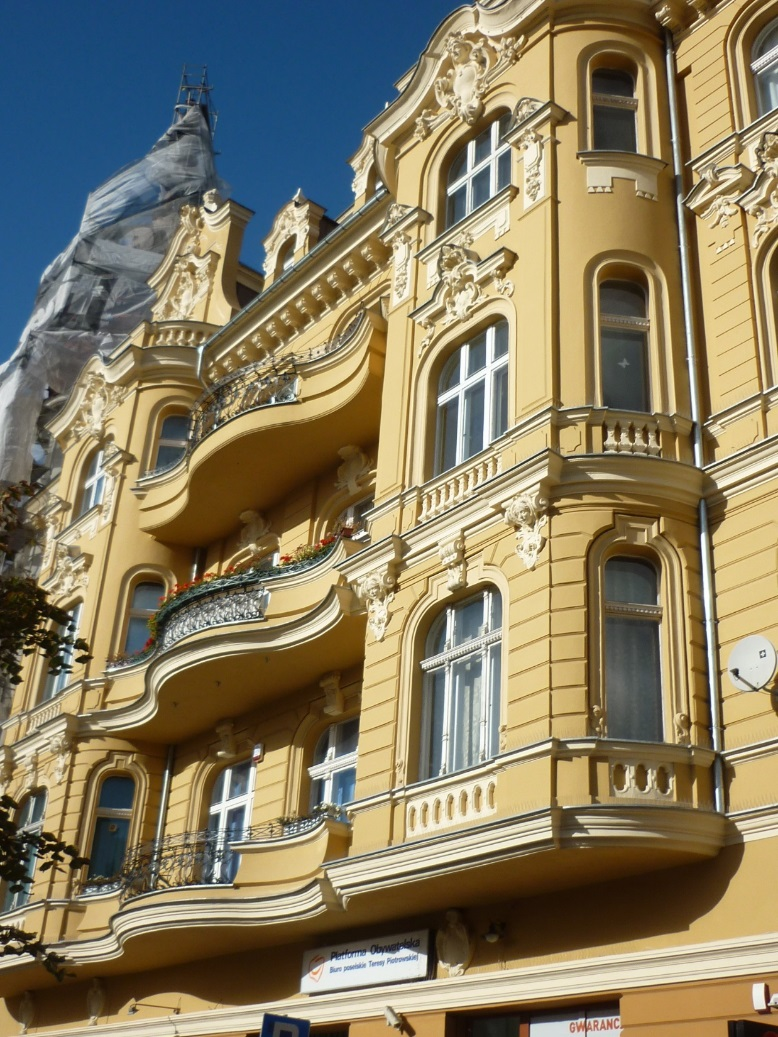 Platforma Obywatelska
Biuro poselskie Teresy Piotrowskiej
P
GWARANC